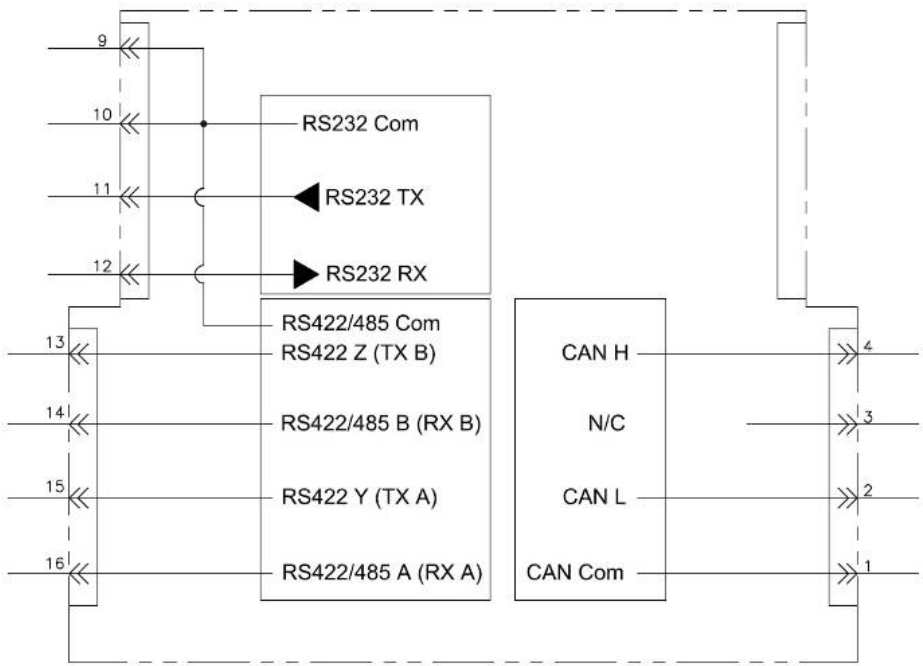 9
10
RS232 Com
11
RS232 TX
12
RS232 RX
RS422/485 Com
13
RS422 Z (TX B)
CAN H
4
14
RS422/485 B (RX B)
N/C
3
15
RS422 Y (TX A)
CAN L
2
16
RS422/485 A (RX A)
CAN Com
1